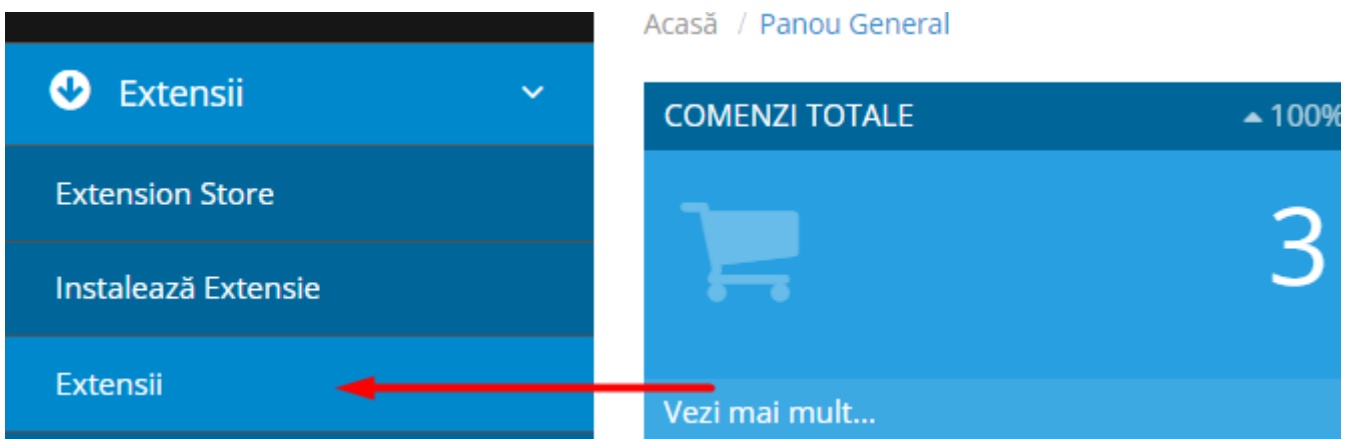 Acasă / Panou General
Extensii
Extension Store
Instalează Extensie
Extensii
COMENZI TOTALE 100%
3
Vezi mai mult...